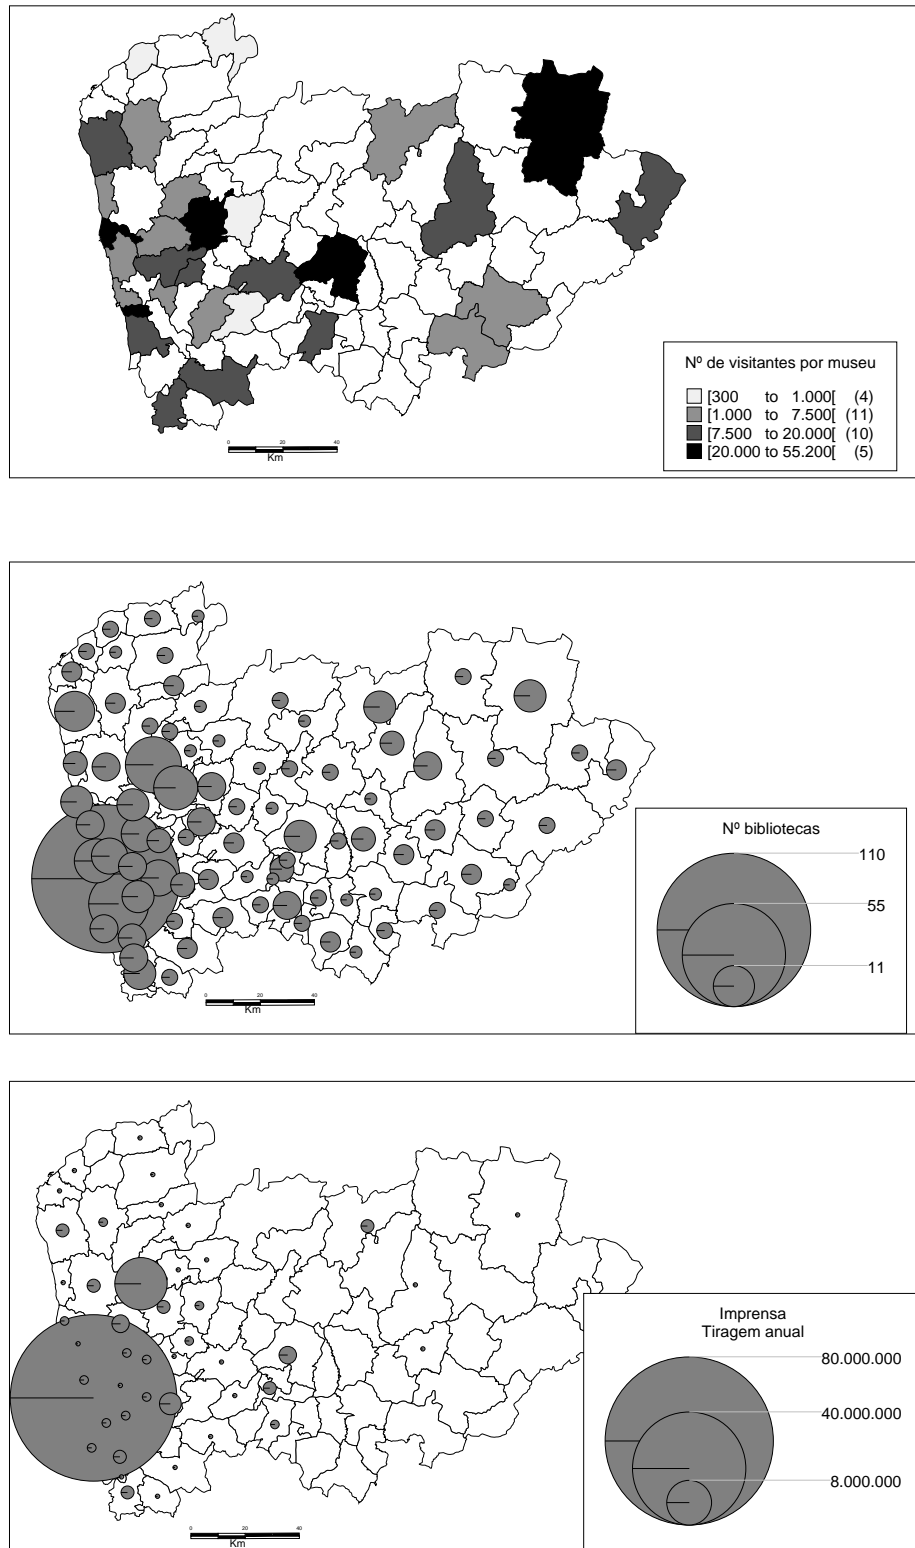 Nº de visitantes por museu
[300 to 1.000[ (4)
[1.000 to 7.500[ (11)
[7.500 to 20.000[ (10)
[20.000 to 55.200[ (5)
0 20 40
Km
Nº bibliotecas
110
55
11
0 20 40
Km
Imprensa
Tiragem anual
80.000.000
40.000.000
8.000.000
0 20 40
Km